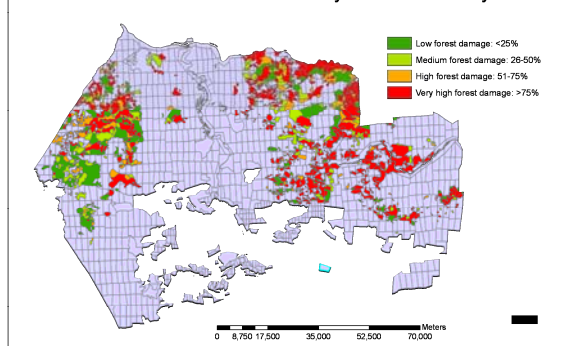 Low forest damage: <25%
Medium forest damage: 26-50%
High forest damage: 51-75%
Very high forest damage: >75%
Meters
0 8,750 17,500 35,000 52,500 70,000